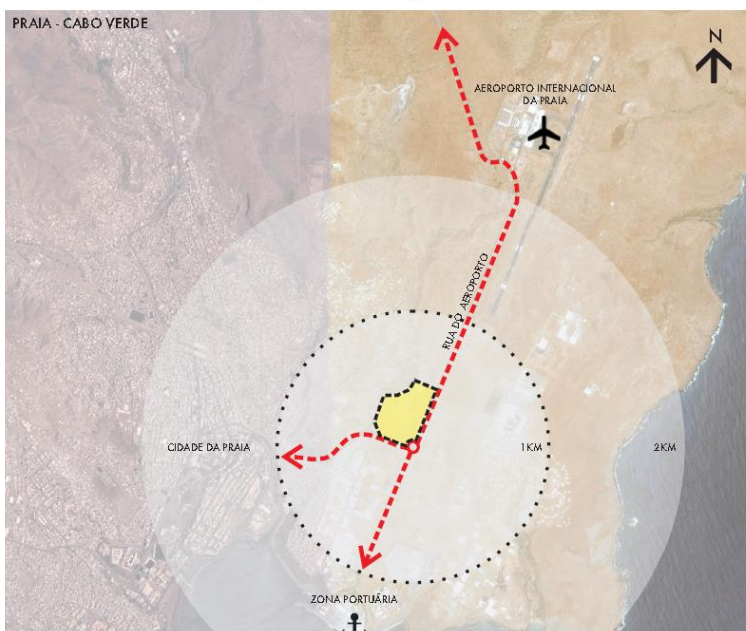 PRAIA - CABO VERDE
N
AEROPORTO INTERNACIONAL
DA PRAIA
RUA DO AEROPORTO
CIDADE DA PRAIA
1KM
2KM
ZONA PORTUÁRIA